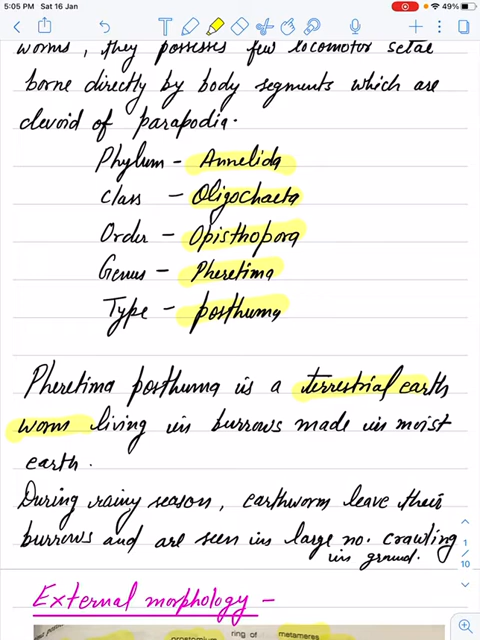 5:05 PM Sat 16 Jan
49%
worms, they possesses few locomotor setae
borne directly by body segments which are
devoid of parapodia.
Phylum - Annelida
Class - Oligochaeta
Order - Opisthopora
Genus - Pheretima
Type - posthuma
Pheretima posthuma is a terrestrial earth
worm living in burrows made in moist
earth.
During rainy season, earthworm leave their
burrows and are seen in large no. crawling
in ground.
1
/
10
External morphology -
prostomium ring of metameres